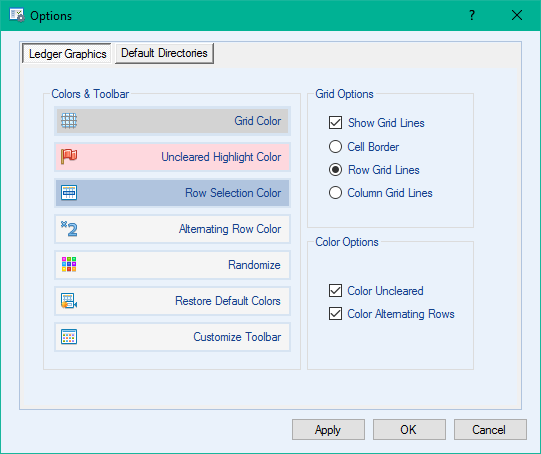 Options
Ledger Graphics
Default Directories
Colors & Toolbar
Grid Color
Uncleared Highlight Color
Row Selection Color
Alternating Row Color
Randomize
Restore Default Colors
Customize Toolbar
Grid Options
Show Grid Lines
Cell Border
Row Grid Lines
Column Grid Lines
Color Options
Color Uncleared
Color Alternating Rows
Apply
OK
Cancel